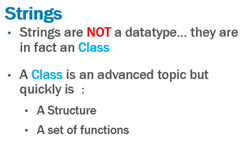 Strings
• Strings are NOT a datatype... they are
in fact an Class
• A Class is an advanced topic but
quickly is :
• A Structure
• A set of functions